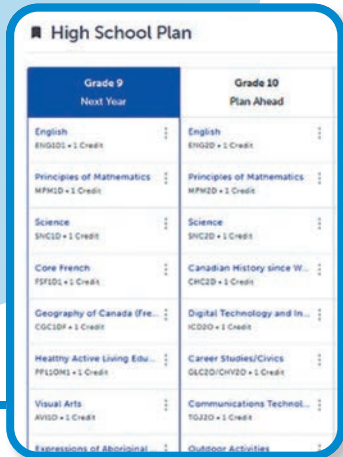 High School Plan
Grade 9
Next Year
English
ENG1D1 • 1 Credit
Principles of Mathematics
MPM1D • 1 Credit
Science
SNC1D • 1 Credit
Core French
FSF1D1 • 1 Credit
Geography of Canada (Fre...
CGC1DF • 1 Credit
Healthy Active Living Edu...
PPL1OM1 • 1 Credit
Visual Arts
AVI1O • 1 Credit
Expressions of Aboriginal
Grade 10
Plan Ahead
English
ENG2D • 1 Credit
Principles of Mathematics
MPM2D • 1 Credit
Science
SNC2D • 1 Credit
Canadian History since W...
CHC2D • 1 Credit
Digital Technology and In...
ICD2O • 1 Credit
Career Studies/Civics
GLC2O/CHV2O • 1 Credit
Communications Technol...
TGJ2O • 1 Credit
Outdoor Activities